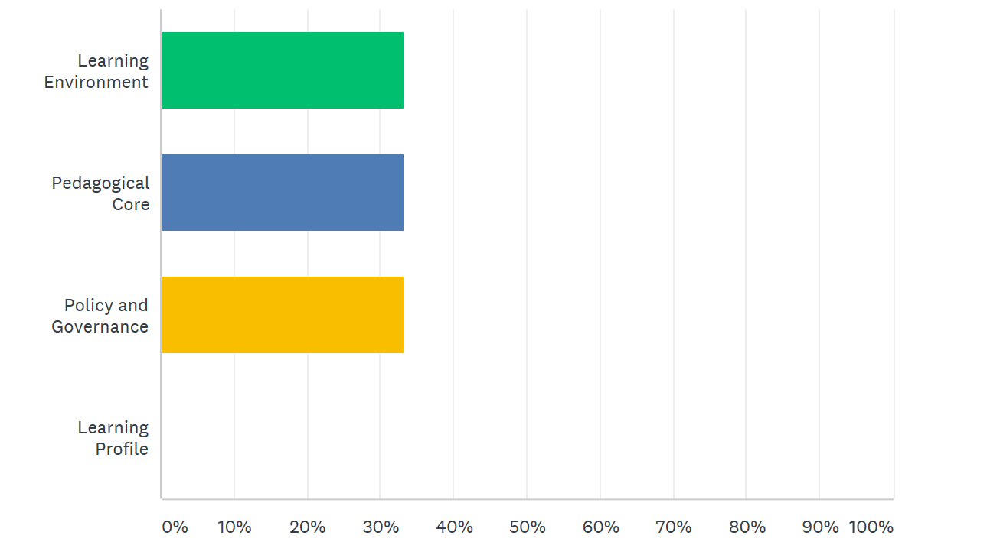 Learning
Environment
Pedagogical
Core
Policy and
Governance
Learning
Profile
0% 10% 20% 30% 40% 50% 60% 70% 80% 90% 100%